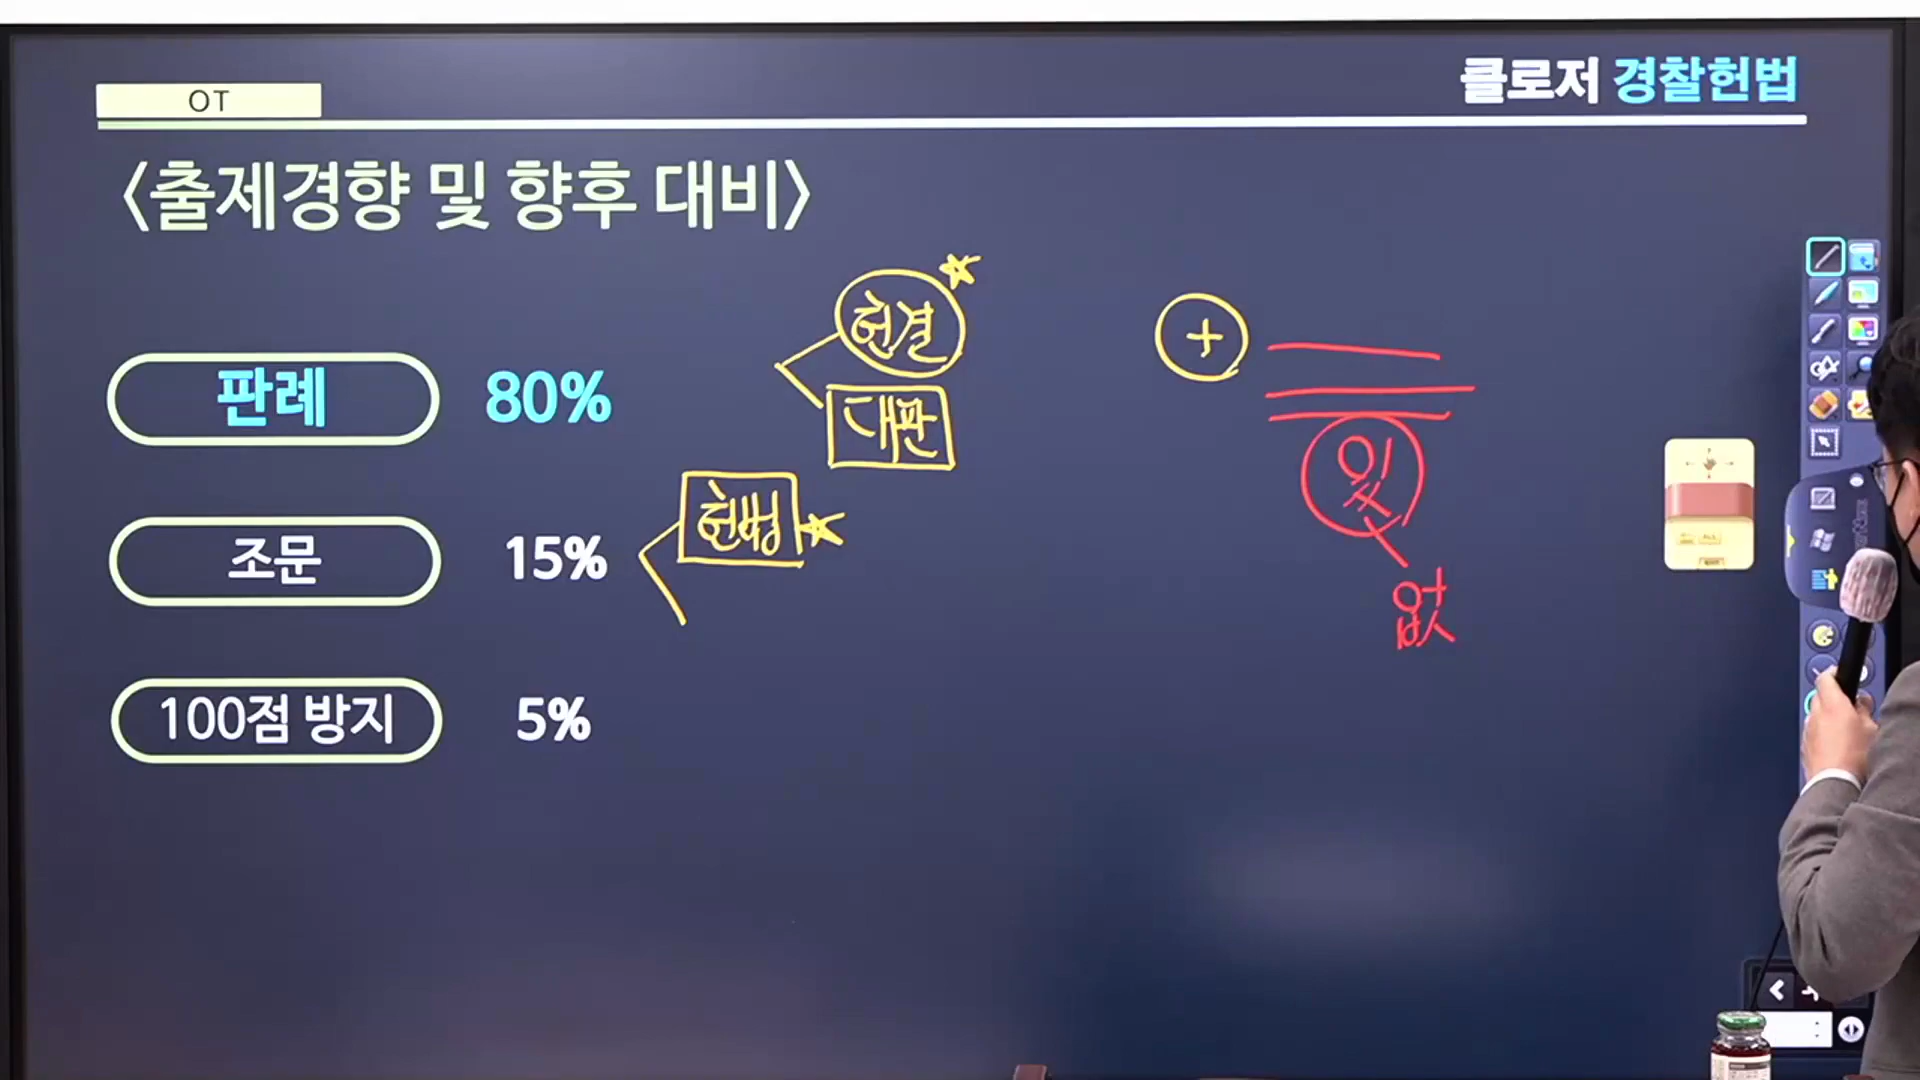 OT
클로저 경찰헌법
〈출제경향 및 향후 대비〉
헌결
+
판례 80%
대판
있
헌법
조문 15%
없
100점 방지 5%